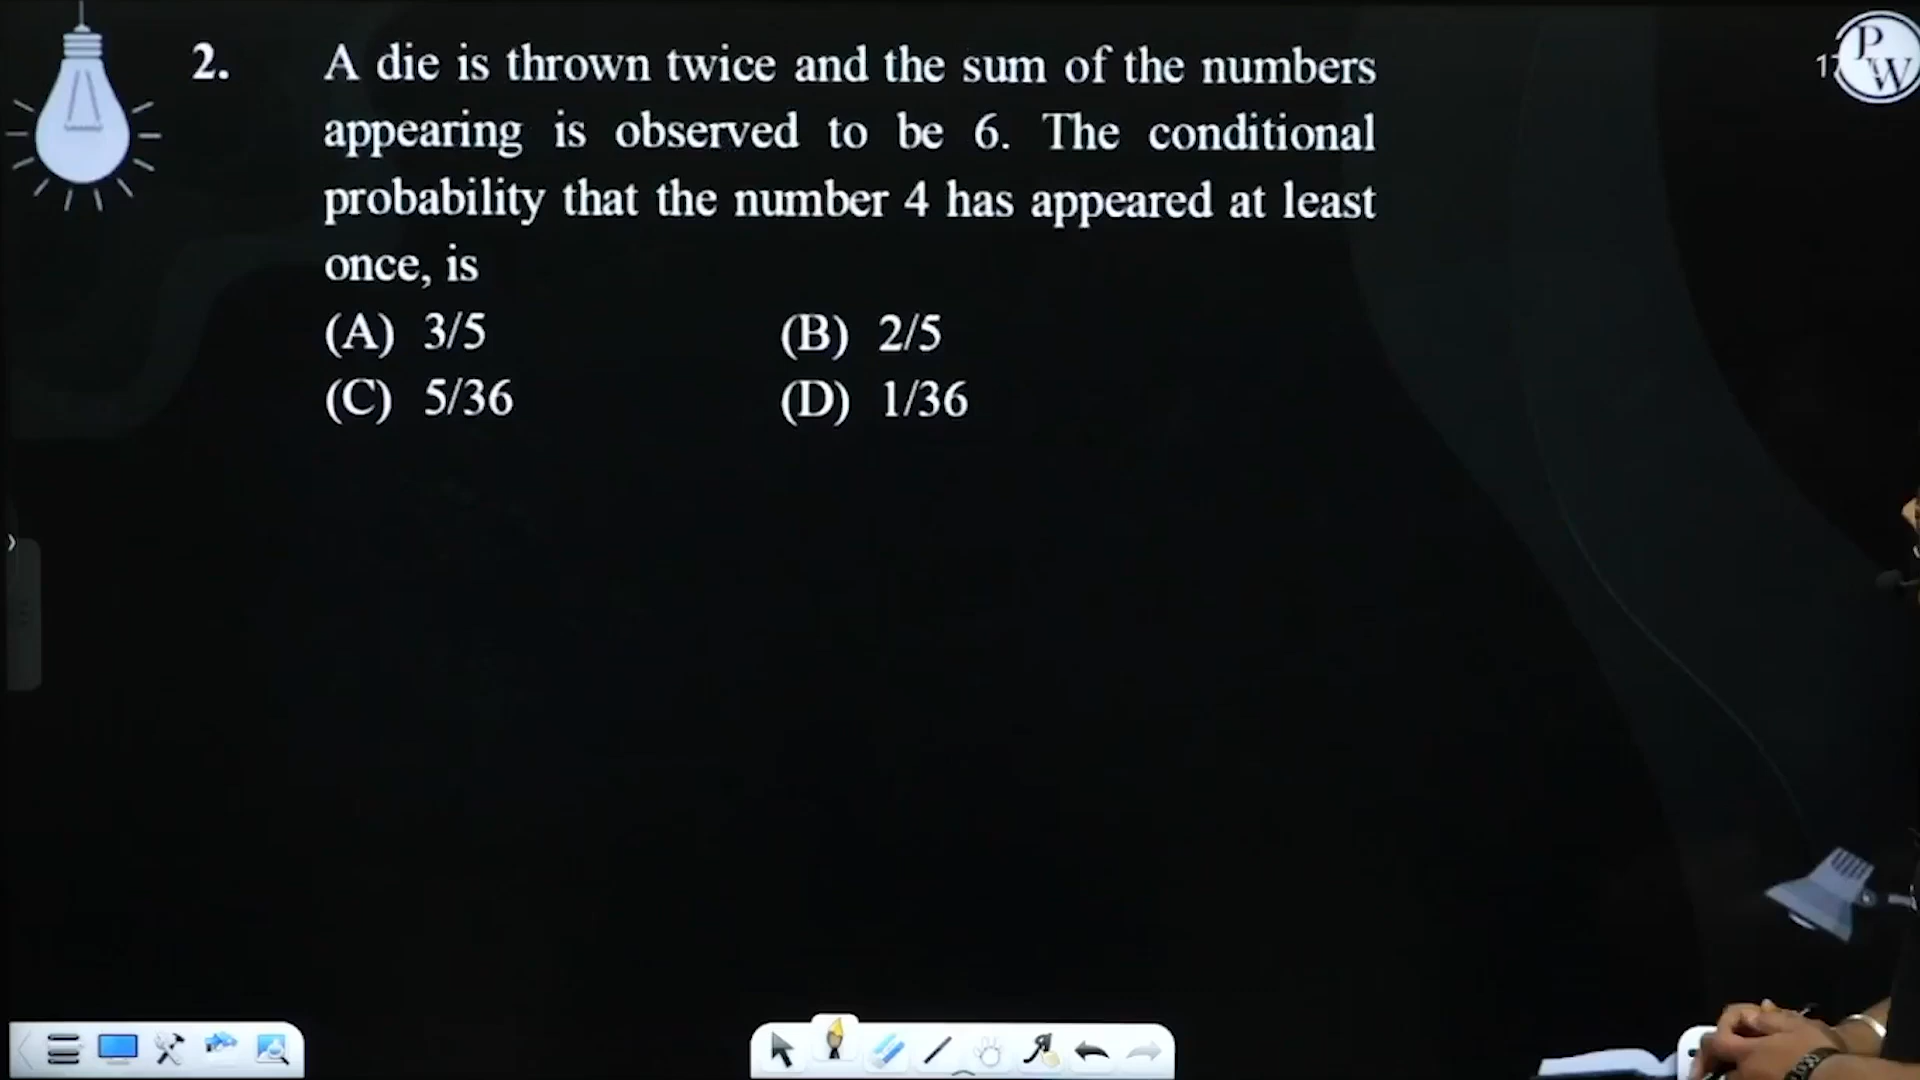 2. A die is thrown twice and the sum of the numbers
appearing is observed to be 6. The conditional
probability that the number 4 has appeared at least
once, is
(A) 3/5 (B) 2/5
(C) 5/36 (D) 1/36
PW